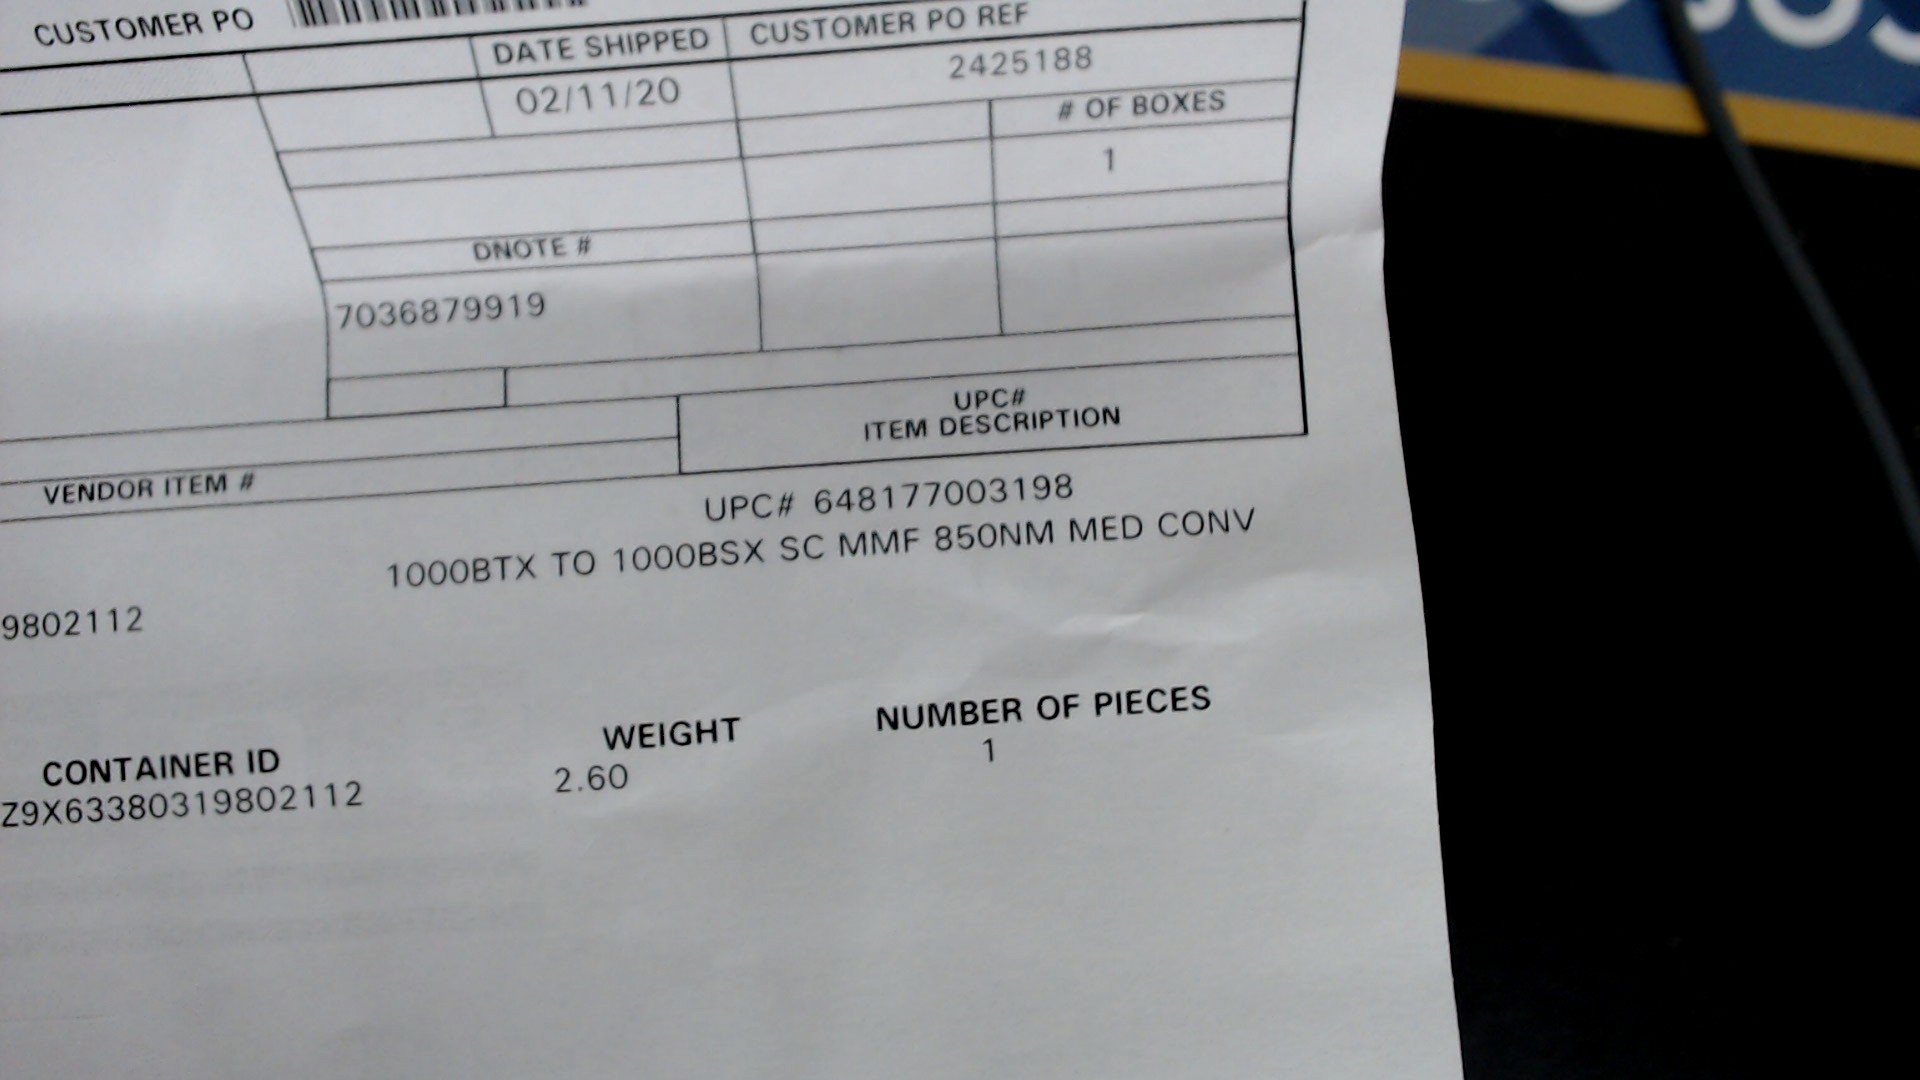 CUSTOMER PO
DATE SHIPPED
CUSTOMER PO REF
02/11/20
2425188
# OF BOXES
1
DNOTE #
7036879919
UPC#
ITEM DESCRIPTION
VENDOR ITEM #
UPC# 648177003198
1000BTX TO 1000BSX SC MMF 850NM MED CONV
9802112
CONTAINER ID
WEIGHT
NUMBER OF PIECES
Z9X63380319802112
2.60
1